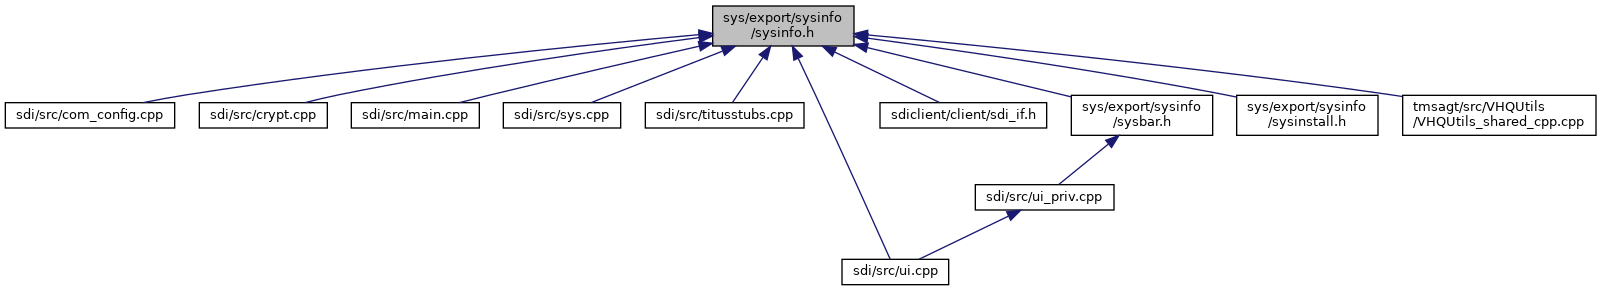 sys/export/sysinfo
/sysinfo.h
sdi/src/com_config.cpp
sdi/src/crypt.cpp
sdi/src/main.cpp
sdi/src/sys.cpp
sdi/src/titusstubs.cpp
sdiclient/client/sdi_if.h
sys/export/sysinfo
/sysbar.h
sys/export/sysinfo
/sysinstall.h
tmsagt/src/VHQUtils
/VHQUtils_shared_cpp.cpp
sdi/src/ui_priv.cpp
sdi/src/ui.cpp